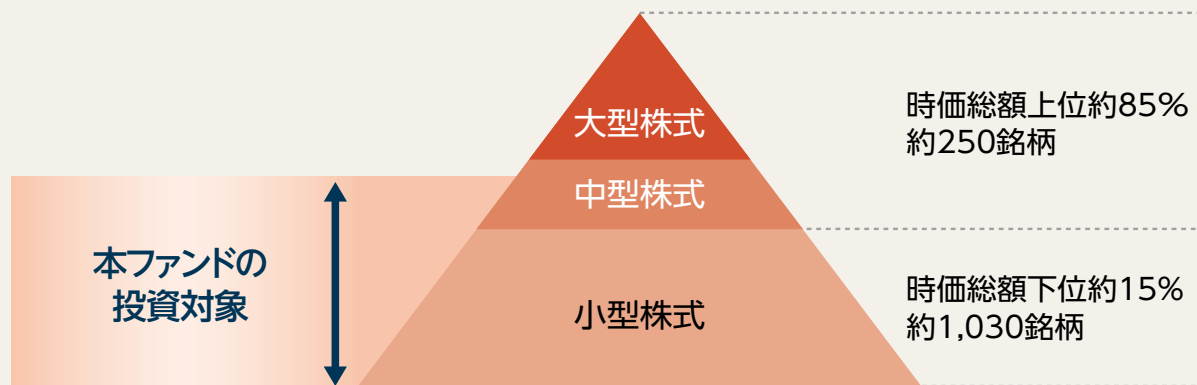 大型株式
時価総額上位約85%
約250銘柄
中型株式
本ファンドの
投資対象
小型株式
時価総額下位約15%
約1,030銘柄